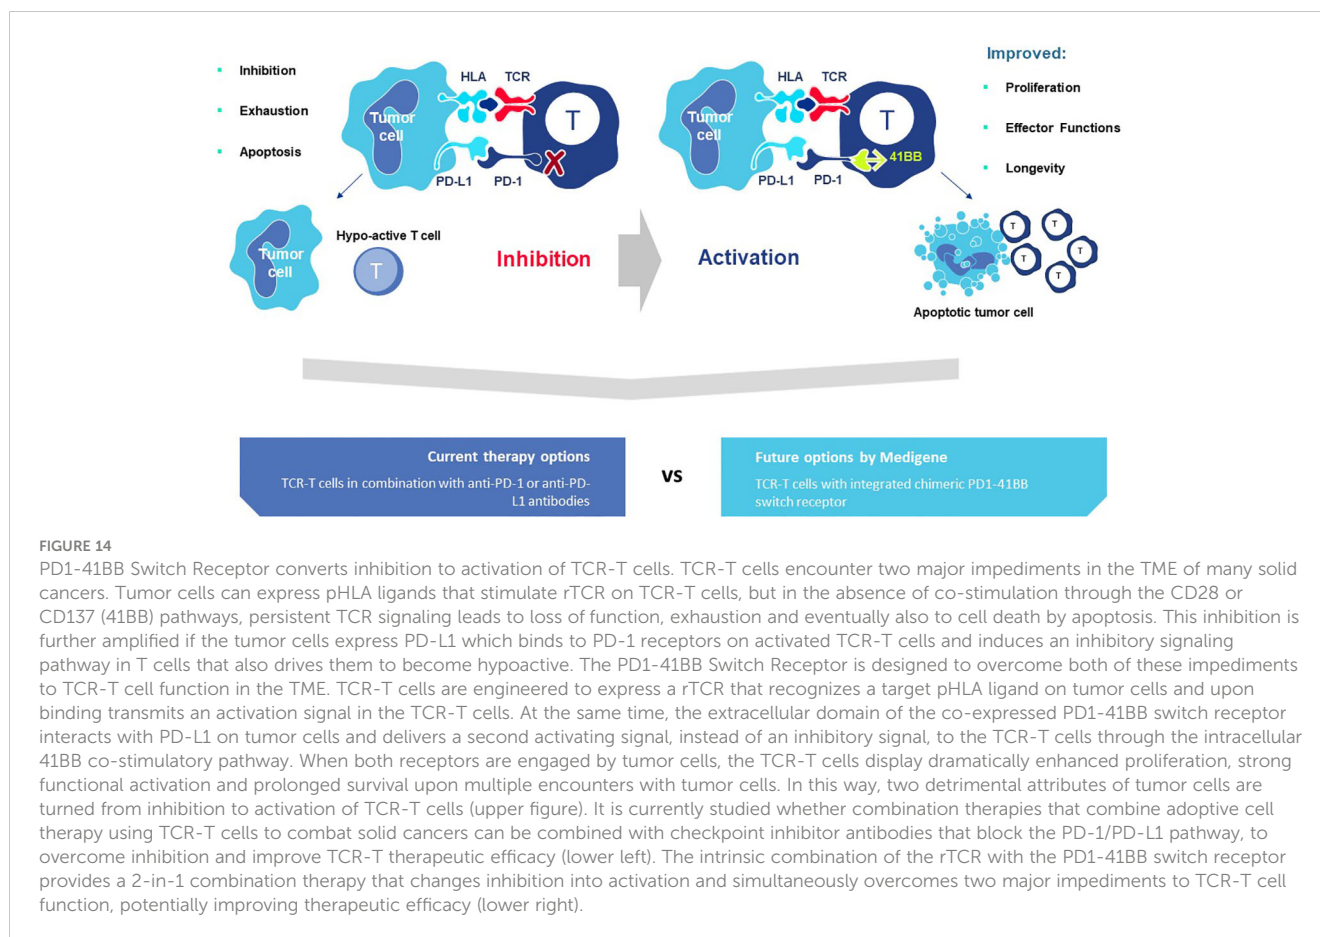 Inhibition
Exhaustion
Apoptosis
HLA TCR
Tumor
cell
T
PD-L1 PD-1
HLA TCR
Tumor
cell
T
41BB
PD-L1 PD-1
Improved:
Proliferation
Effector Functions
Longevity
Tumor
cell
Hypo-active T cell
T
Inhibition
Activation
T
T
T
T
T
Apoptotic tumor cell
Current therapy options
TCR-T cells in combination with anti-PD-1 or anti-PD-
L1 antibodies
vs
Future options by Medigene
TCR-T cells with integrated chimeric PD1-41BB
switch receptor
FIGURE 14
PD1-41BB Switch Receptor converts inhibition to activation of TCR-T cells. TCR-T cells encounter two major impediments in the TME of many solid
cancers. Tumor cells can express pHLA ligands that stimulate rTCR on TCR-T cells, but in the absence of co-stimulation through the CD28 or
CD137 (41BB) pathways, persistent TCR signaling leads to loss of function, exhaustion and eventually also to cell death by apoptosis. This inhibition is
further amplified if the tumor cells express PD-L1 which binds to PD-1 receptors on activated TCR-T cells and induces an inhibitory signaling
pathway in T cells that also drives them to become hypoactive. The PD1-41BB Switch Receptor is designed to overcome both of these impediments
to TCR-T cell function in the TME. TCR-T cells are engineered to express a rTCR that recognizes a target pHLA ligand on tumor cells and upon
binding transmits an activation signal in the TCR-T cells. At the same time, the extracellular domain of the co-expressed PD1-41BB switch receptor
interacts with PD-L1 on tumor cells and delivers a second activating signal, instead of an inhibitory signal, to the TCR-T cells through the intracellular
41BB co-stimulatory pathway. When both receptors are engaged by tumor cells, the TCR-T cells display dramatically enhanced proliferation, strong
functional activation and prolonged survival upon multiple encounters with tumor cells. In this way, two detrimental attributes of tumor cells are
turned from inhibition to activation of TCR-T cells (upper figure). It is currently studied whether combination therapies that combine adoptive cell
therapy using TCR-T cells to combat solid cancers can be combined with checkpoint inhibitor antibodies that block the PD-1/PD-L1 pathway, to
overcome inhibition and improve TCR-T therapeutic efficacy (lower left). The intrinsic combination of the rTCR with the PD1-41BB switch receptor
provides a 2-in-1 combination therapy that changes inhibition into activation and simultaneously overcomes two major impediments to TCR-T cell
function, potentially improving therapeutic efficacy (lower right).